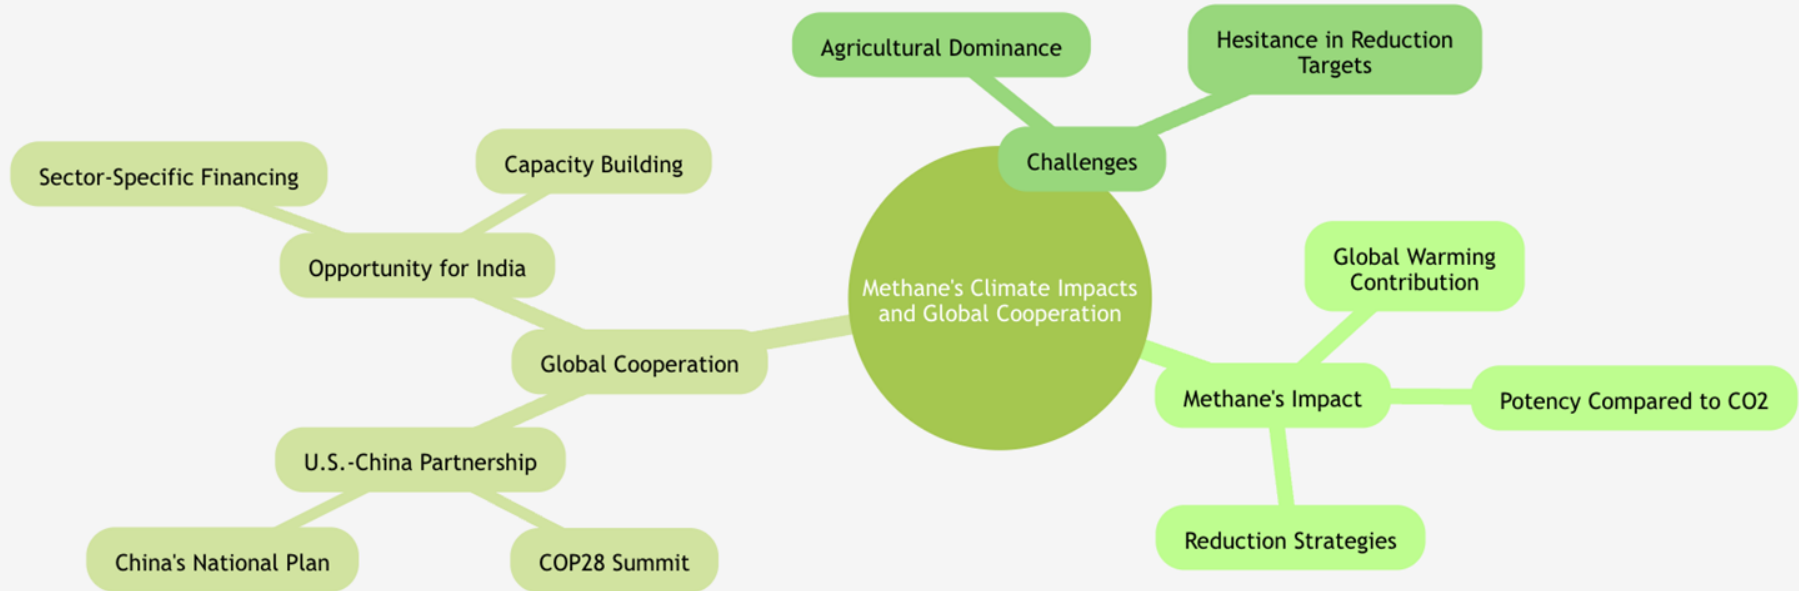 Agricultural Dominance
Hesitance in Reduction
Targets
Challenges
Sector-Specific Financing
Capacity Building
Opportunity for India
Global Cooperation
U.S.-China Partnership
China's National Plan
COP28 Summit
Methane's Climate Impacts
and Global Cooperation
Global Warming
Contribution
Methane's Impact
Potency Compared to CO2
Reduction Strategies